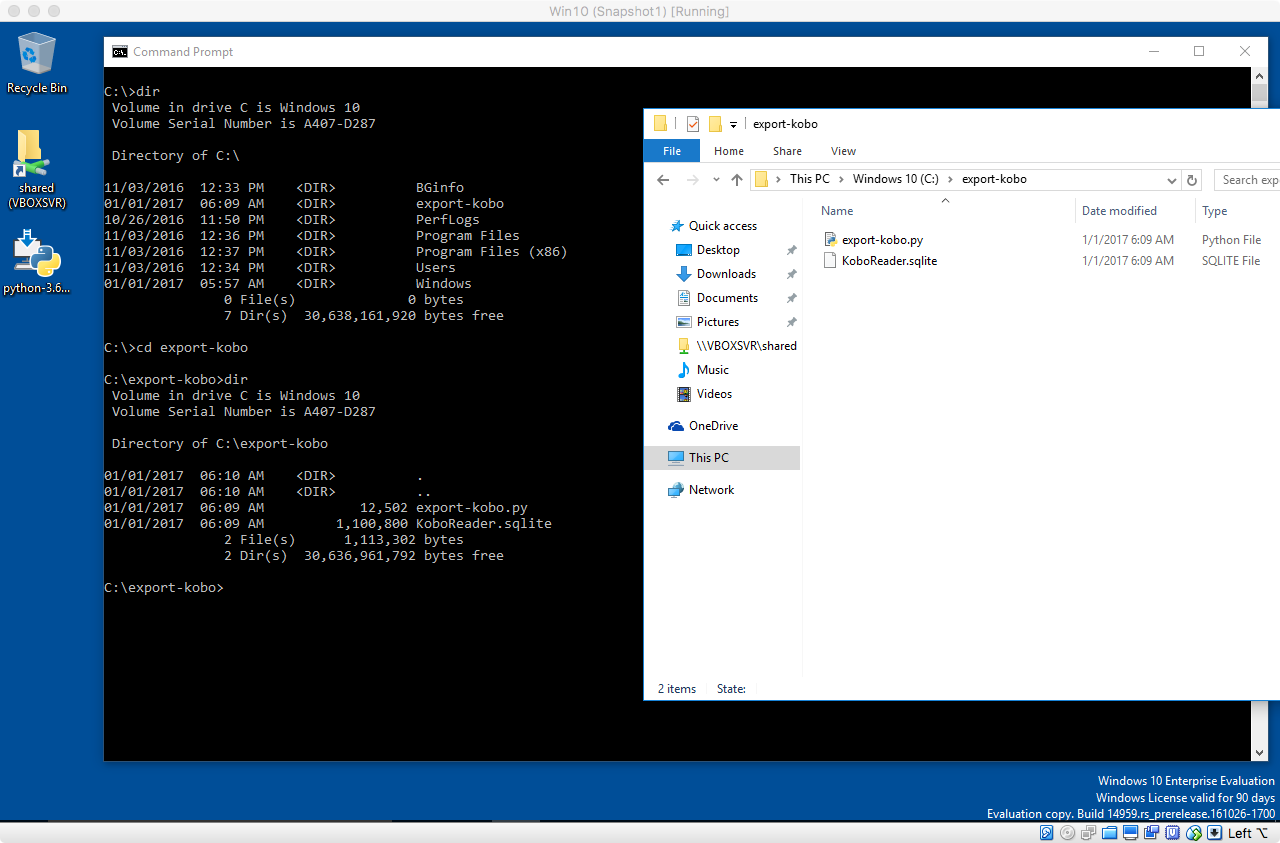 Win10 (Snapshot1) [Running]
Recycle Bin
shared
(VBOXSVR)
python-3.6...
Command Prompt
C:\>dir
 Volume in drive C is Windows 10
 Volume Serial Number is A407-D287
 Directory of C:\
11/03/2016  12:33 PM    <DIR>          BGinfo
01/01/2017  06:09 AM    <DIR>          export-kobo
10/26/2016  11:50 PM    <DIR>          PerfLogs
11/03/2016  12:36 PM    <DIR>          Program Files
11/03/2016  12:37 PM    <DIR>          Program Files (x86)
11/03/2016  12:34 PM    <DIR>          Users
01/01/2017  05:57 AM    <DIR>          Windows
               0 File(s)              0 bytes
               7 Dir(s)  30,638,161,920 bytes free
C:\>cd export-kobo
C:\export-kobo>dir
 Volume in drive C is Windows 10
 Volume Serial Number is A407-D287
 Directory of C:\export-kobo
01/01/2017  06:10 AM    <DIR>          .
01/01/2017  06:10 AM    <DIR>          ..
01/01/2017  06:09 AM            12,502 export-kobo.py
01/01/2017  06:09 AM         1,100,800 KoboReader.sqlite
               2 File(s)      1,113,302 bytes
               2 Dir(s)  30,636,961,792 bytes free
C:\export-kobo>
export-kobo
File Home Share View
This PC > Windows 10 (C:) > export-kobo
Search exp
Name Date modified Type
export-kobo.py 1/1/2017 6:09 AM Python File
KoboReader.sqlite 1/1/2017 6:09 AM SQLITE File
Quick access
Desktop
Downloads
Documents
Pictures
\\VBOXSVR\shared
Music
Videos
OneDrive
This PC
Network
2 items State:
Windows 10 Enterprise Evaluation
Windows License valid for 90 days
Evaluation copy. Build 14959.rs_prerelease.161026-1700
Left ⌥